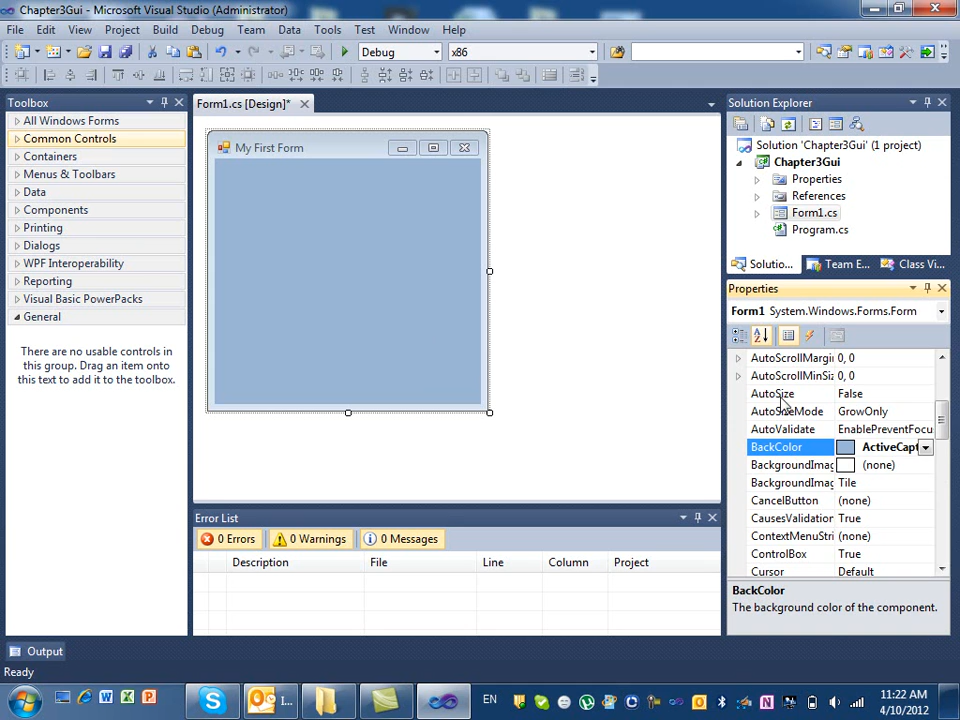 Chapter3Gui - Microsoft Visual Studio (Administrator)
File Edit View Project Build Debug Team Data Tools Test Window Help
Debug x86
Toolbox
All Windows Forms
Common Controls
Containers
Menus & Toolbars
Data
Components
Printing
Dialogs
WPF Interoperability
Reporting
Visual Basic PowerPacks
General
There are no usable controls in
this group. Drag an item onto
this text to add it to the toolbox.
Form1.cs [Design]*
My First Form
Error List
0 Errors 0 Warnings 0 Messages
Description File Line Column Project
Solution Explorer
Solution 'Chapter3Gui' (1 project)
Chapter3Gui
Properties
References
Form1.cs
Program.cs
Solutio... Team E... Class Vi...
Properties
Form1 System.Windows.Forms.Form
AutoScrollMargi 0, 0
AutoScrollMinSiz 0, 0
AutoSize False
AutoSizeMode GrowOnly
AutoValidate EnablePreventFocu
BackColor ActiveCapt
BackgroundImag (none)
BackgroundImag Tile
CancelButton (none)
CausesValidation True
ContextMenuStri (none)
ControlBox True
Cursor Default
BackColor
The background color of the component.
Output
Ready
I... EN
11:22 AM
4/10/2012